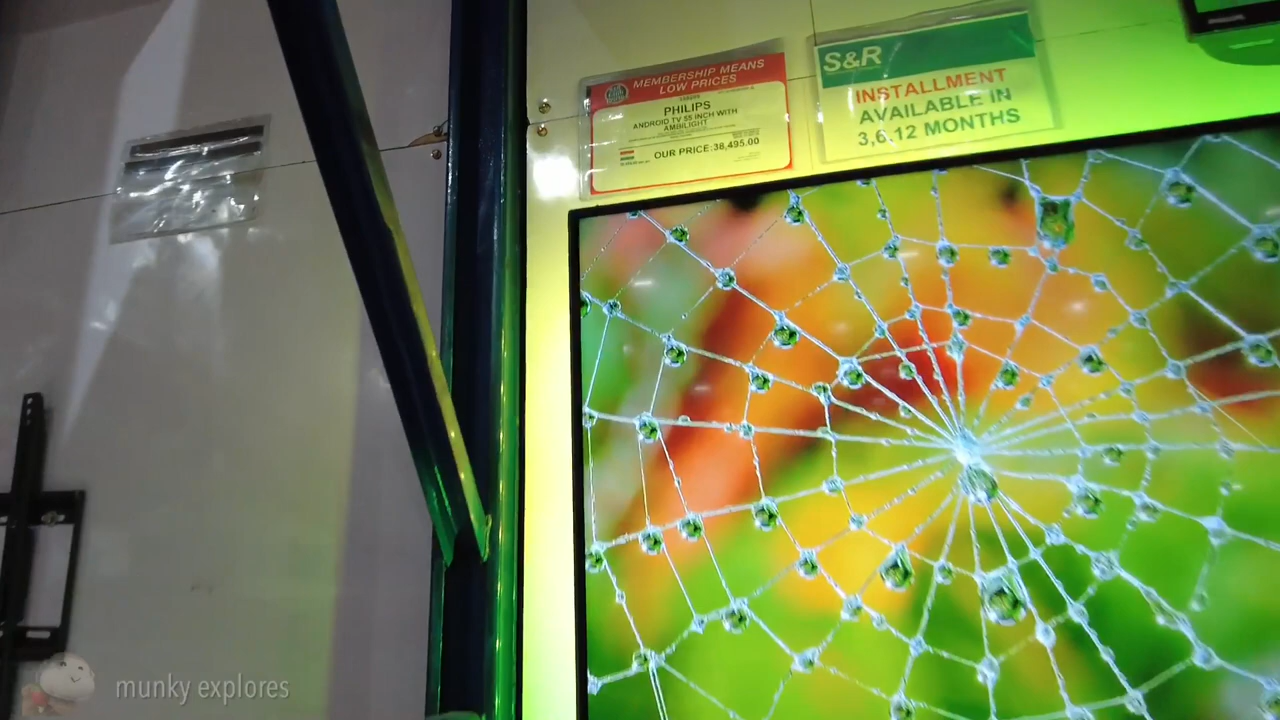 MEMBERSHIP MEANS
LOW PRICES
PHILIPS
ANDROID TV 55 INCH WITH
AMBILIGHT
OUR PRICE:38,495.00
S&R
INSTALLMENT
AVAILABLE IN
3,6,12 MONTHS
munky explores